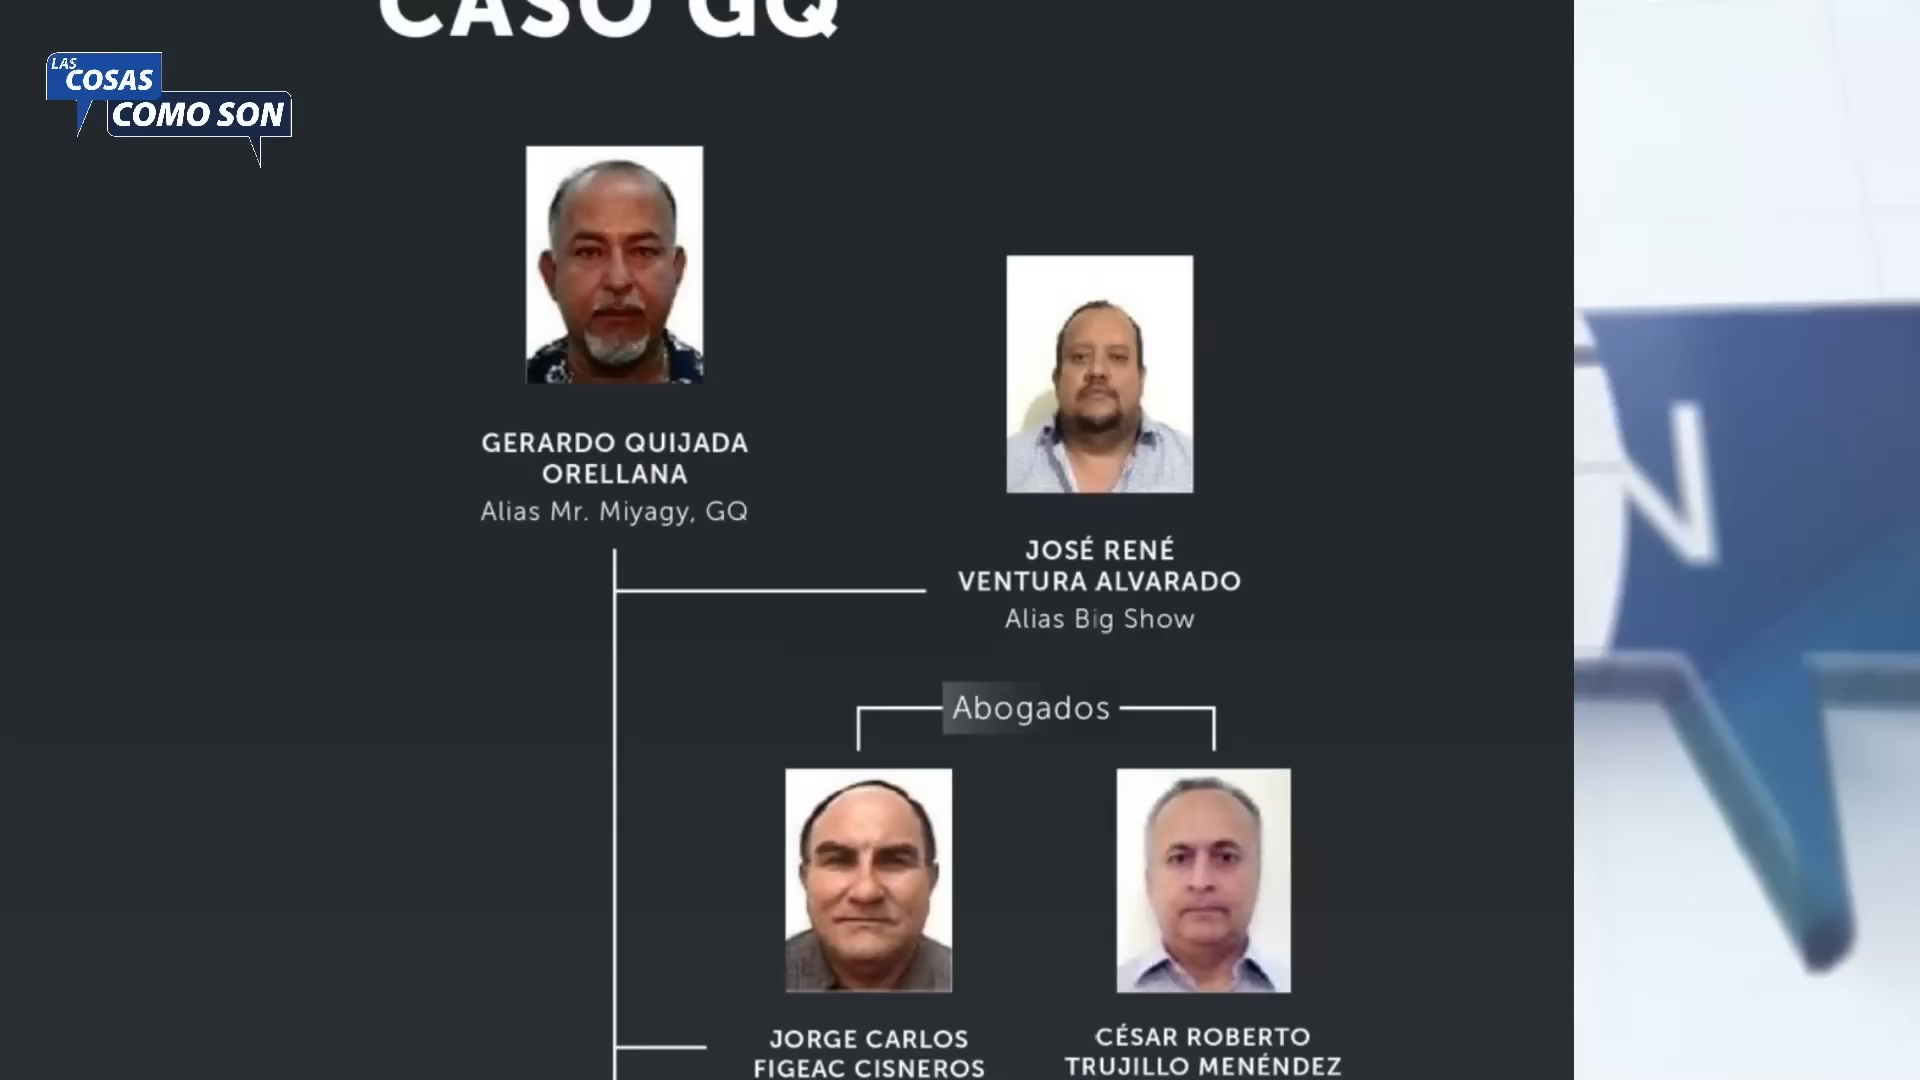 CASO GQ
LAS
COSAS
COMO SON
GERARDO QUIJADA
ORELLANA
Alias Mr. Miyagy, GQ
JOSÉ RENÉ
VENTURA ALVARADO
Alias Big Show
Abogados
JORGE CARLOS
FIGEAC CISNEROS
CÉSAR ROBERTO
TRUJILLO MENÉNDEZ
N